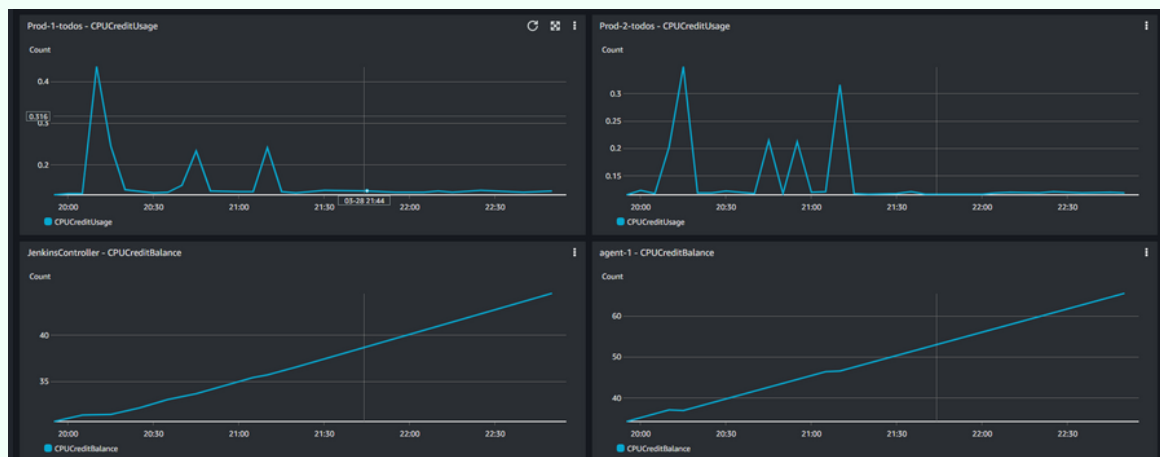 Prod-1-todos - CPUCreditUsage
Count
0.4
0.316
0.3
0.2
20:00 20:30 21:00 21:30 22:00 22:30
03-28 21:44
CPUCreditUsage
Prod-2-todos - CPUCreditUsage
Count
0.3
0.25
0.2
0.15
20:00 20:30 21:00 21:30 22:00 22:30
CPUCreditUsage
JenkinsController - CPUCreditBalance
Count
40
35
20:00 20:30 21:00 21:30 22:00 22:30
CPUCreditBalance
agent-1 - CPUCreditBalance
Count
60
50
40
20:00 20:30 21:00 21:30 22:00 22:30
CPUCreditBalance